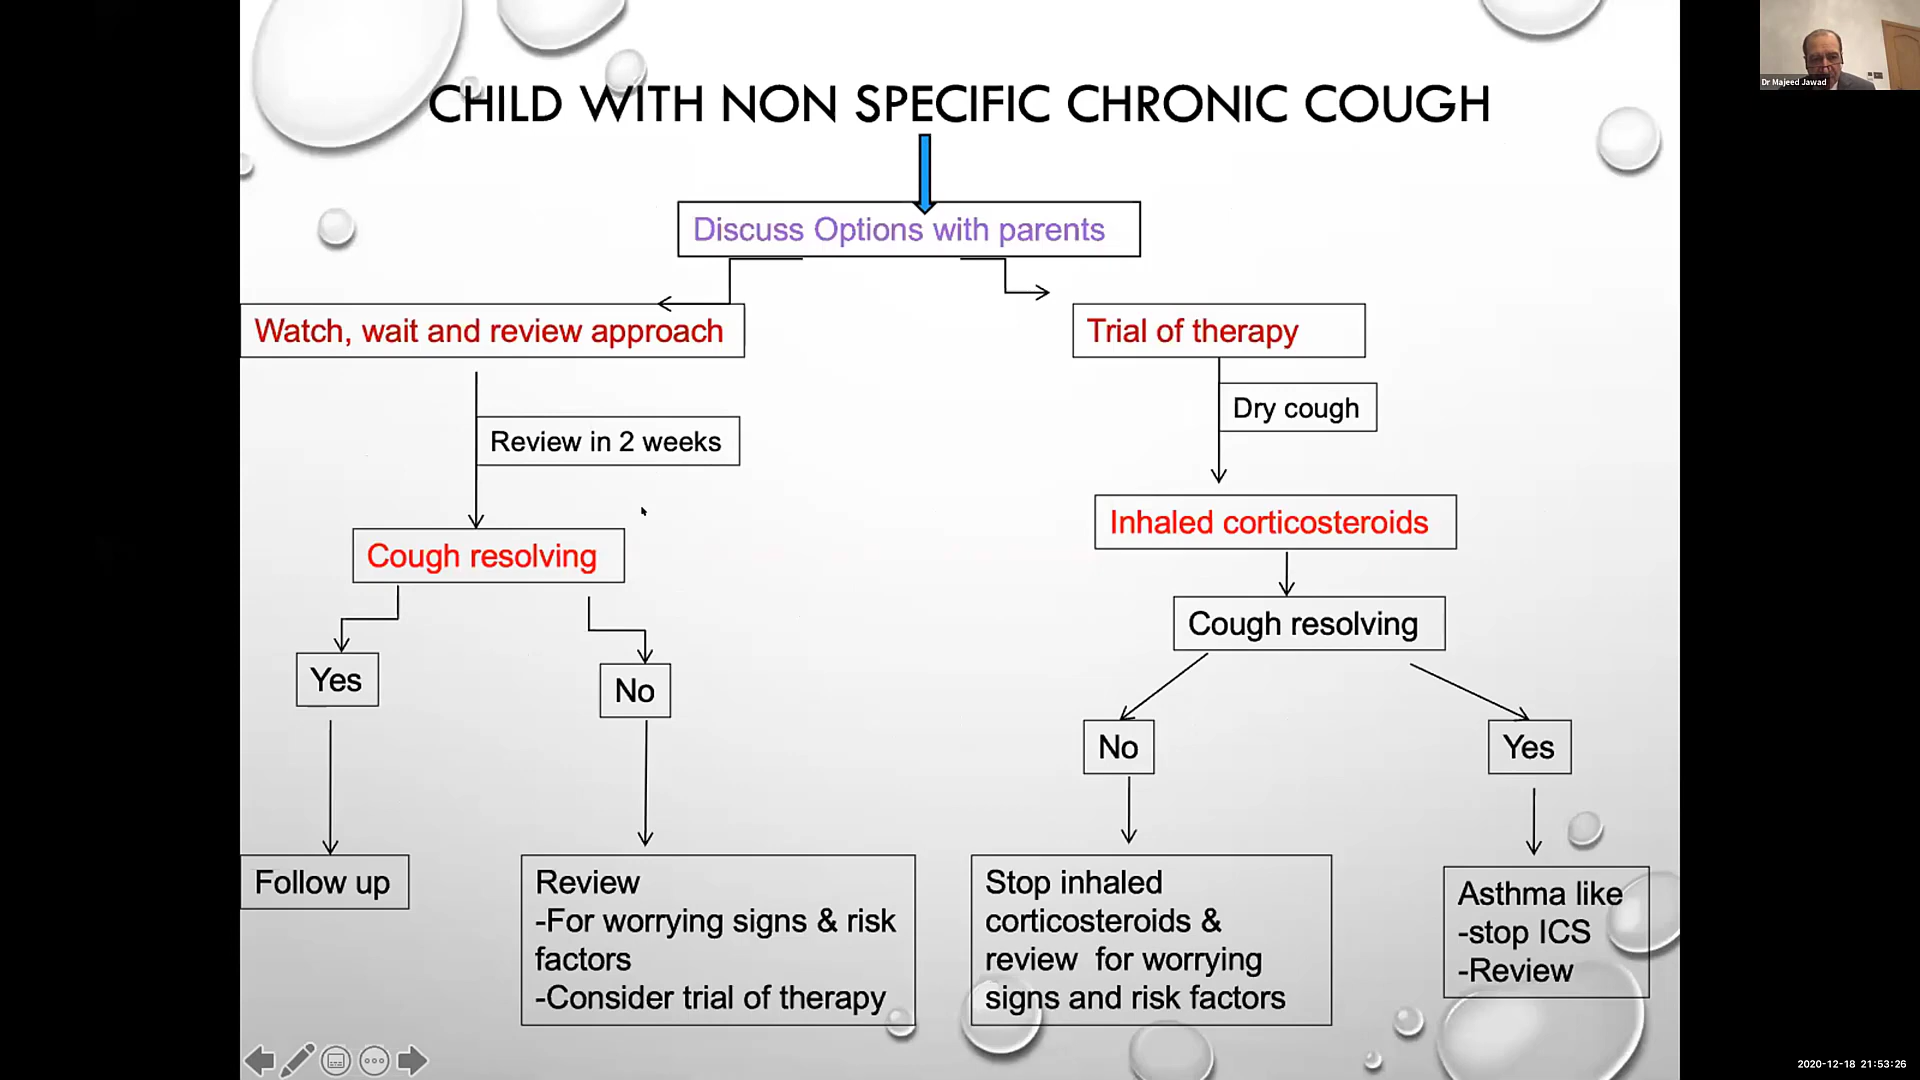 CHILD WITH NON SPECIFIC CHRONIC COUGH
Dr Majeed Jawad
Discuss Options with parents
Watch, wait and review approach
Trial of therapy
Dry cough
Review in 2 weeks
Inhaled corticosteroids
Cough resolving
Cough resolving
Yes
No
No
Yes
Follow up
Review
-For worrying signs & risk
factors
-Consider trial of therapy
Stop inhaled
corticosteroids &
review for worrying
signs and risk factors
Asthma like
-stop ICS
-Review
2020-12-18 21:53:26